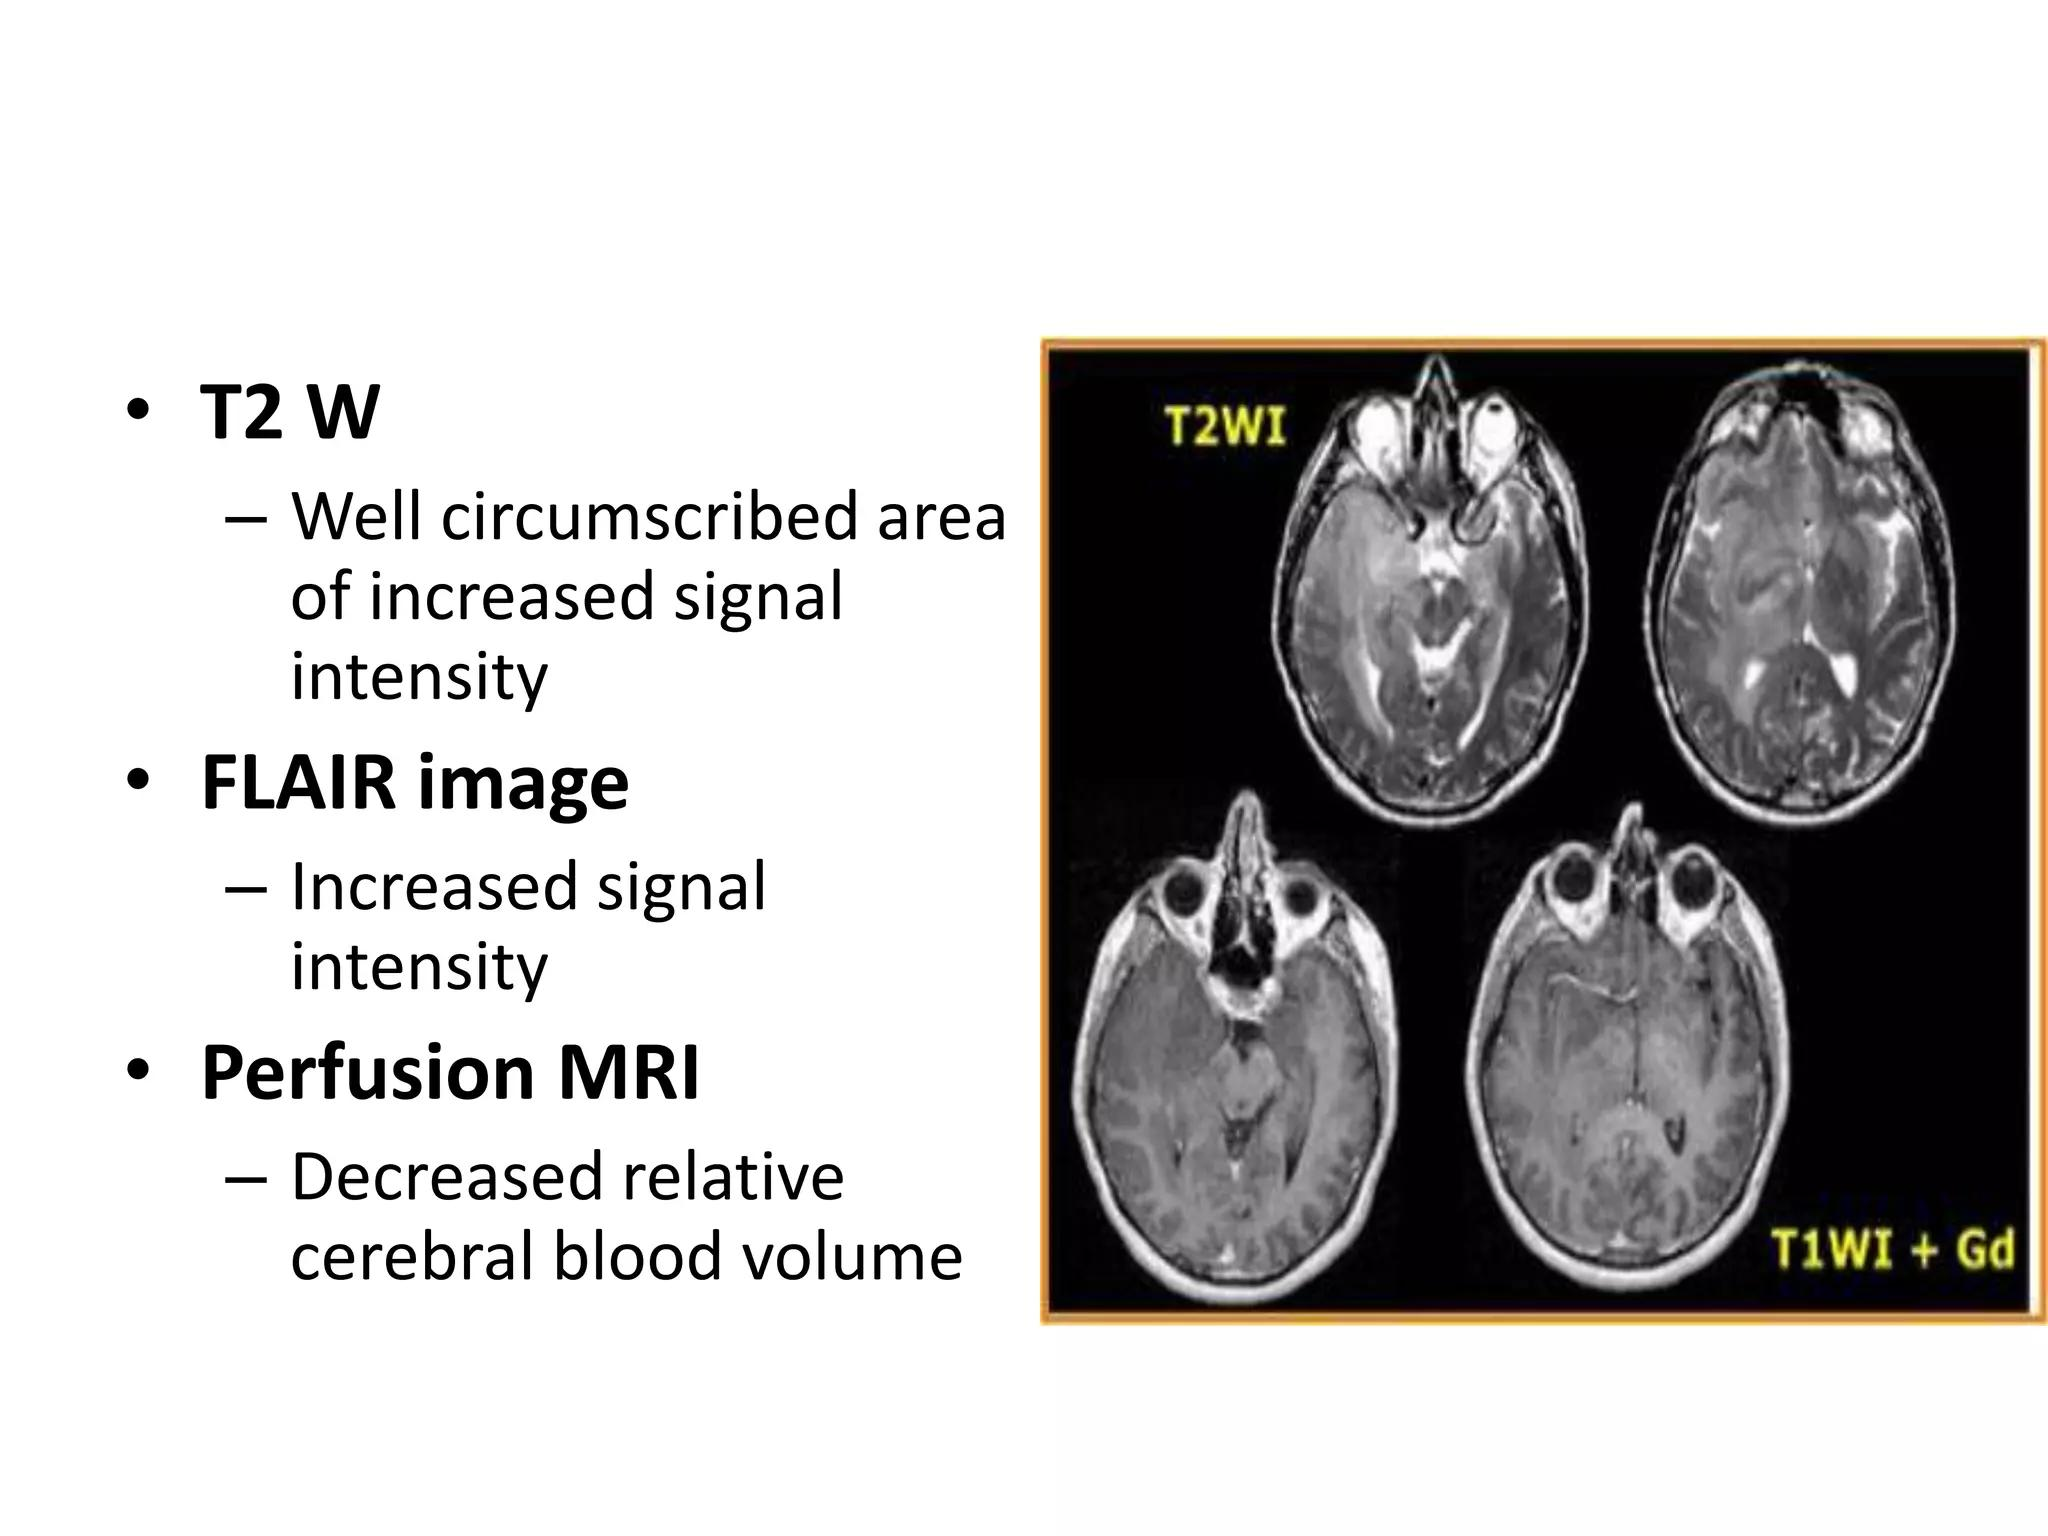 • T2 W
– Well circumscribed area
of increased signal
intensity
• FLAIR image
– Increased signal
intensity
• Perfusion MRI
– Decreased relative
cerebral blood volume
T2WI
T1WI + Gd